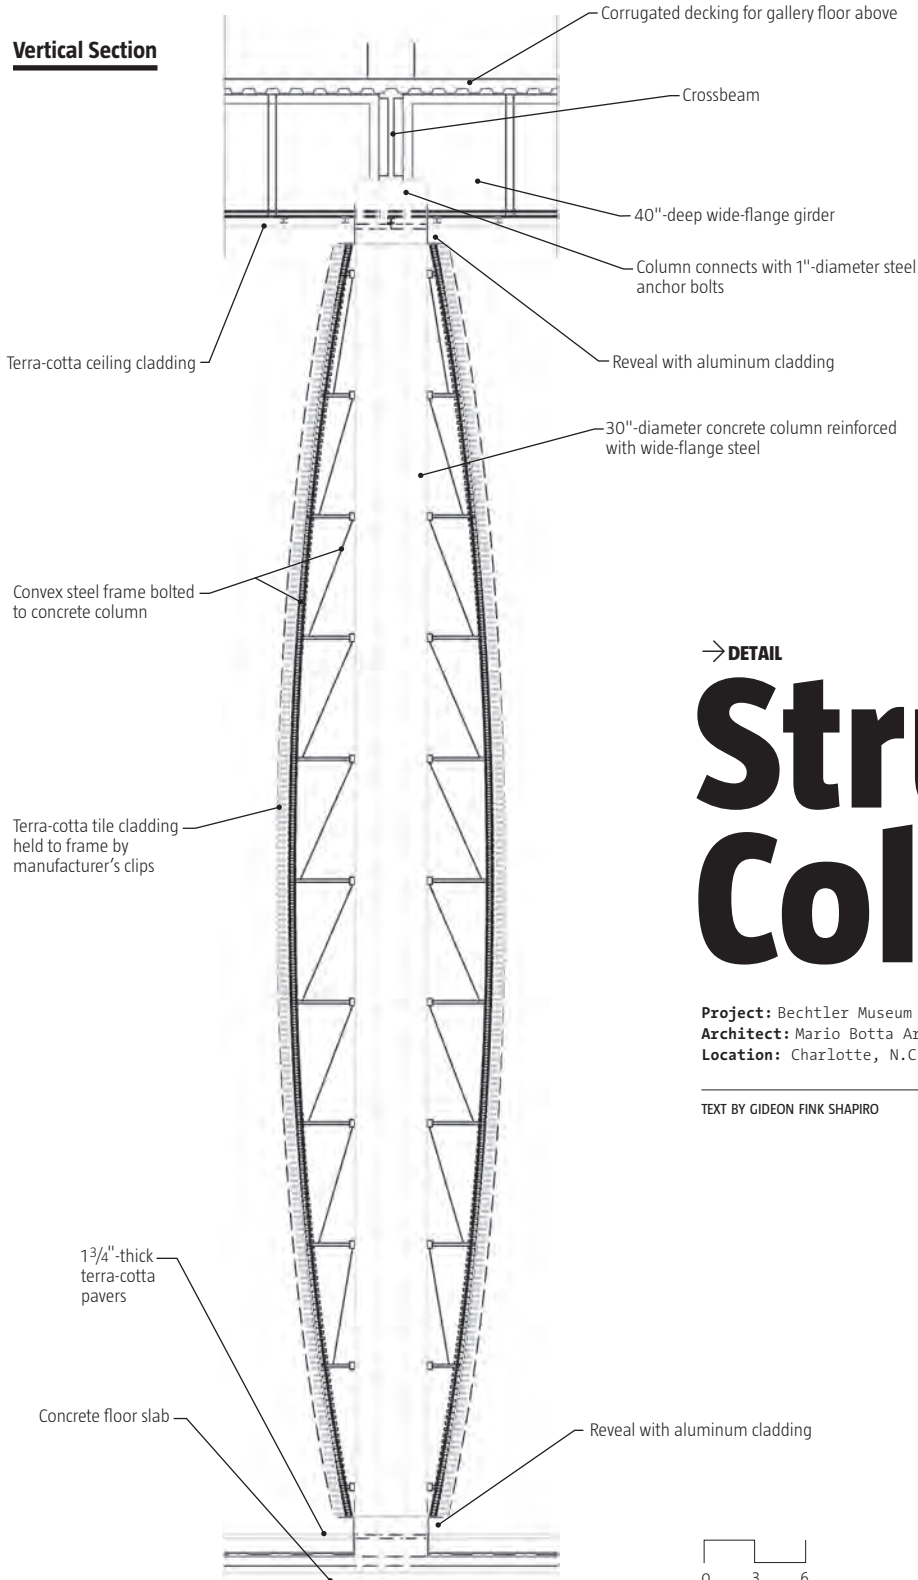 Vertical Section
Corrugated decking for gallery floor above
Crossbeam
40"-deep wide-flange girder
Column connects with 1"-diameter steel
anchor bolts
Terra-cotta ceiling cladding
Reveal with aluminum cladding
30"-diameter concrete column reinforced
with wide-flange steel
Convex steel frame bolted
to concrete column
Terra-cotta tile cladding
held to frame by
manufacturer's clips
1 3/4"-thick
terra-cotta
pavers
Concrete floor slab
Reveal with aluminum cladding
→ DETAIL
Stru
Col
Project: Bechtler Museum
Architect: Mario Botta Ar
Location: Charlotte, N.C
TEXT BY GIDEON FINK SHAPIRO
0 3 6